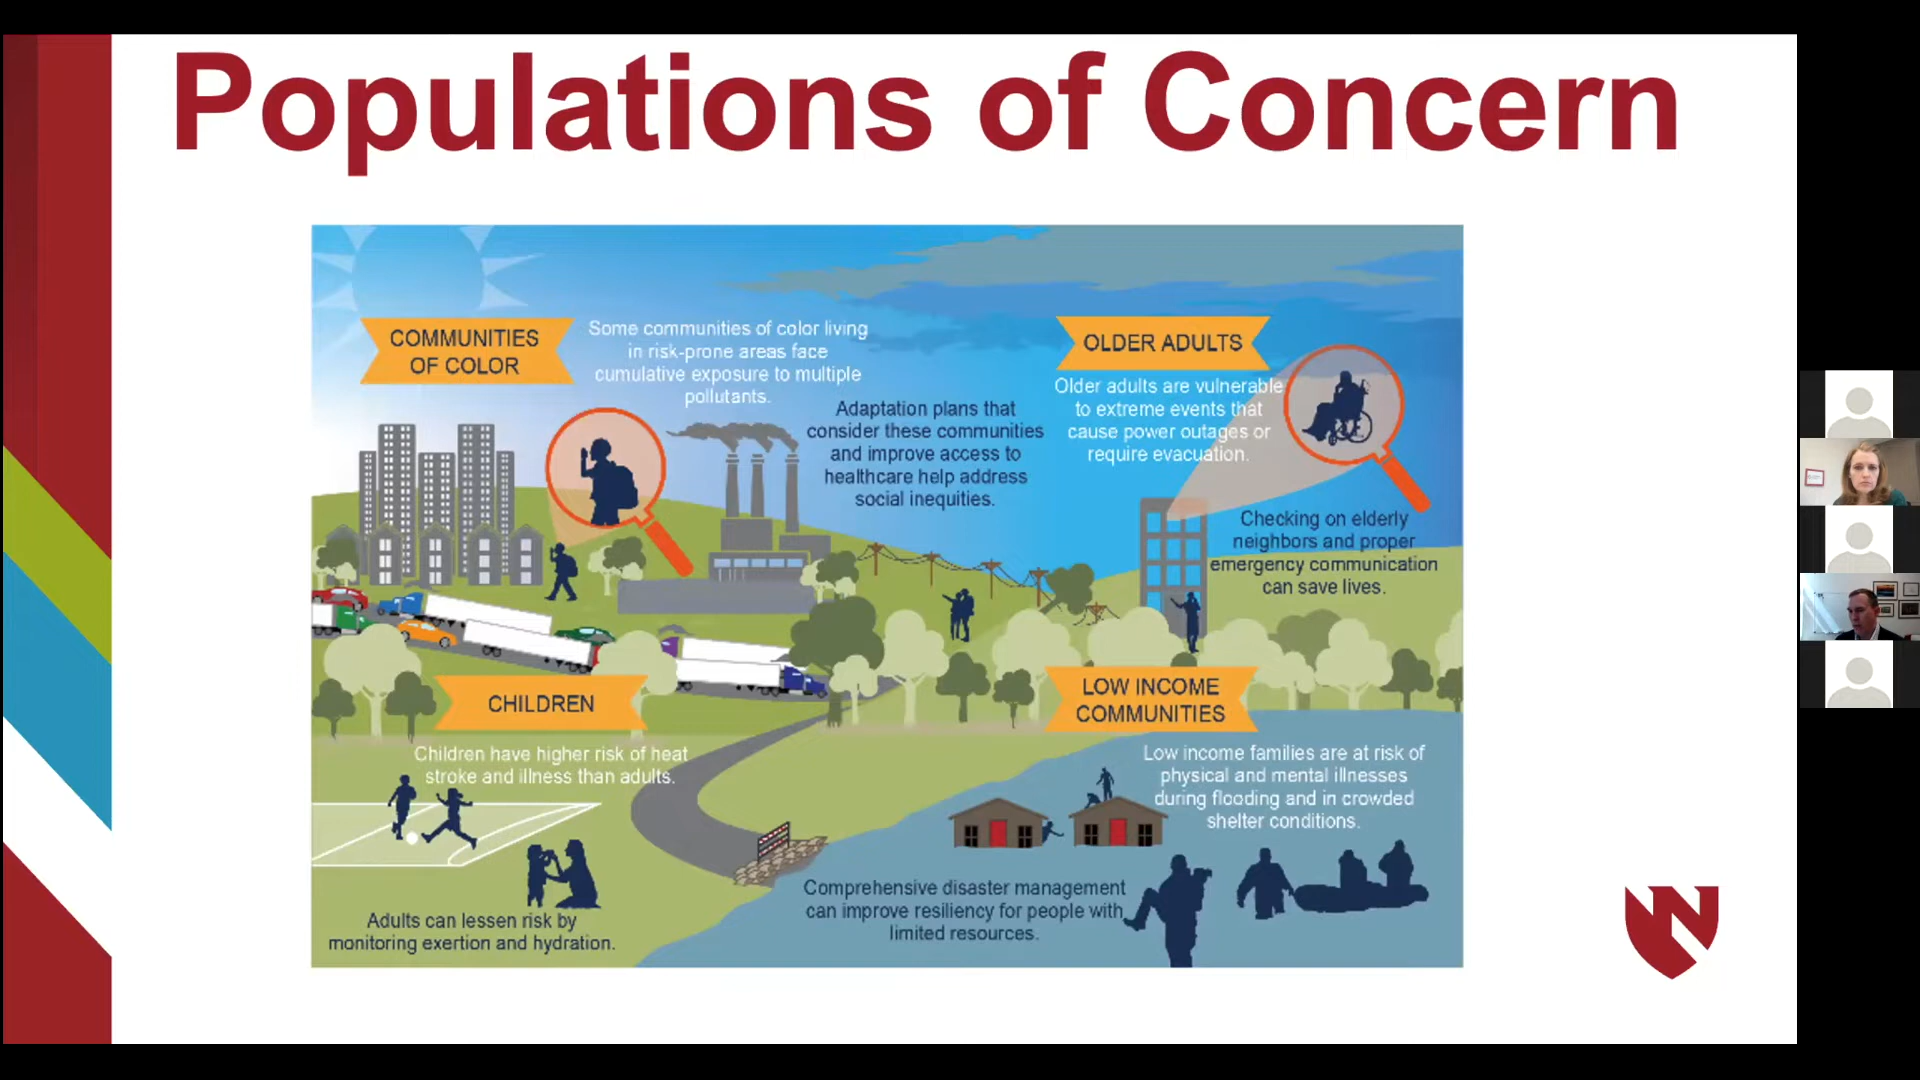 Populations of Concern
COMMUNITIES
OF COLOR
Some communities of color living
in risk-prone areas face
cumulative exposure to multiple
pollutants.
Adaptation plans that
consider these communities
and improve access to
healthcare help address
social inequities.
OLDER ADULTS
Older adults are vulnerable
to extreme events that
cause power outages or
require evacuation.
Checking on elderly
neighbors and proper
emergency communication
can save lives.
CHILDREN
Children have higher risk of heat
stroke and illness than adults.
Adults can lessen risk by
monitoring exertion and hydration.
LOW INCOME
COMMUNITIES
Low income families are at risk of
physical and mental illnesses
during flooding and in crowded
shelter conditions.
Comprehensive disaster management
can improve resiliency for people with
limited resources.
N